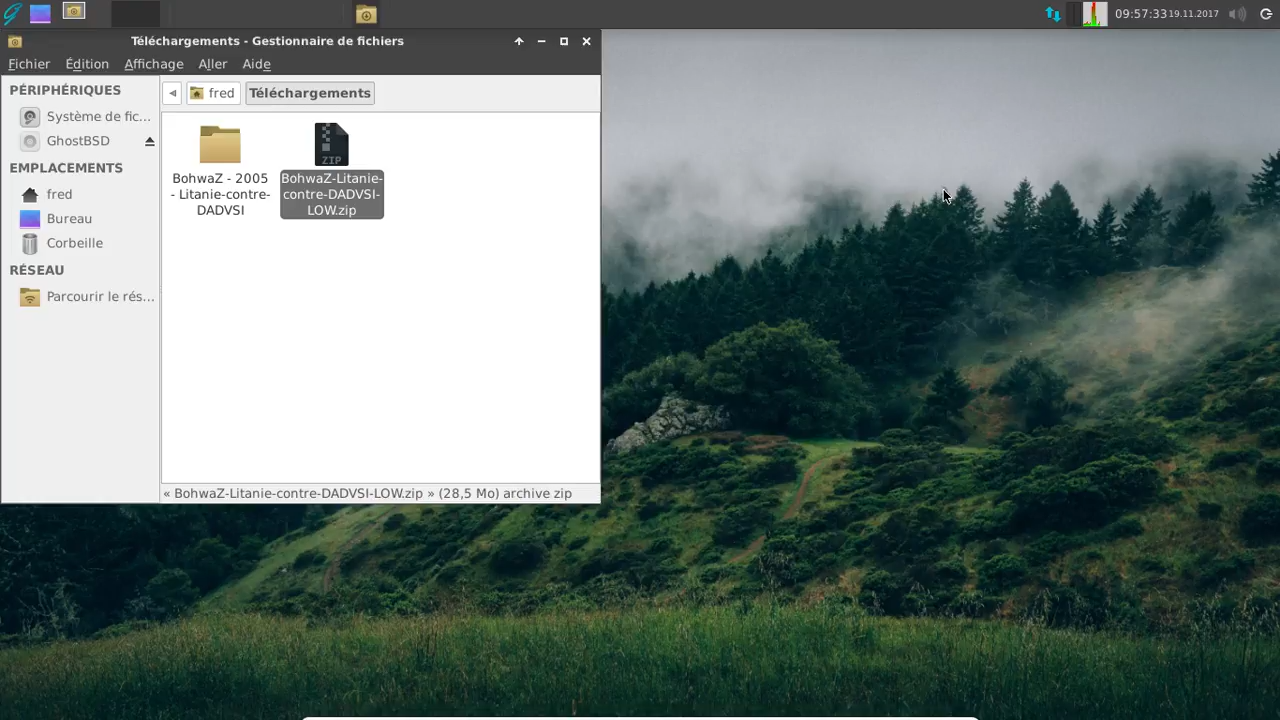 09:57:33 19.11.2017
Téléchargements - Gestionnaire de fichiers
Fichier Édition Affichage Aller Aide
PÉRIPHÉRIQUES
Système de fic...
GhostBSD
EMPLACEMENTS
fred
Bureau
Corbeille
RÉSEAU
Parcourir le rés...
fred Téléchargements
BohwaZ - 2005
- Litanie-contre-
DADVSI
ZIP
BohwaZ-Litanie-
contre-DADVSI-
LOW.zip
« BohwaZ-Litanie-contre-DADVSI-LOW.zip » (28,5 Mo) archive zip